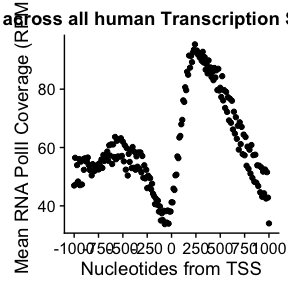 across all human Transcription S
Mean RNA PolII Coverage (RPM
80
60
40
-1000 -750 -500 -250 0 250 500 750 1000
Nucleotides from TSS